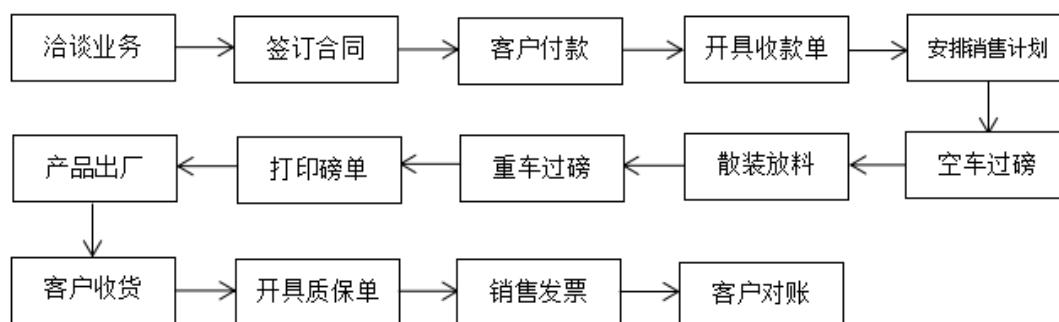 洽谈业务
签订合同
客户付款
开具收款单
安排销售计划
空车过磅
散装放料
重车过磅
打印磅单
产品出厂
客户收货
开具质保单
销售发票
客户对账